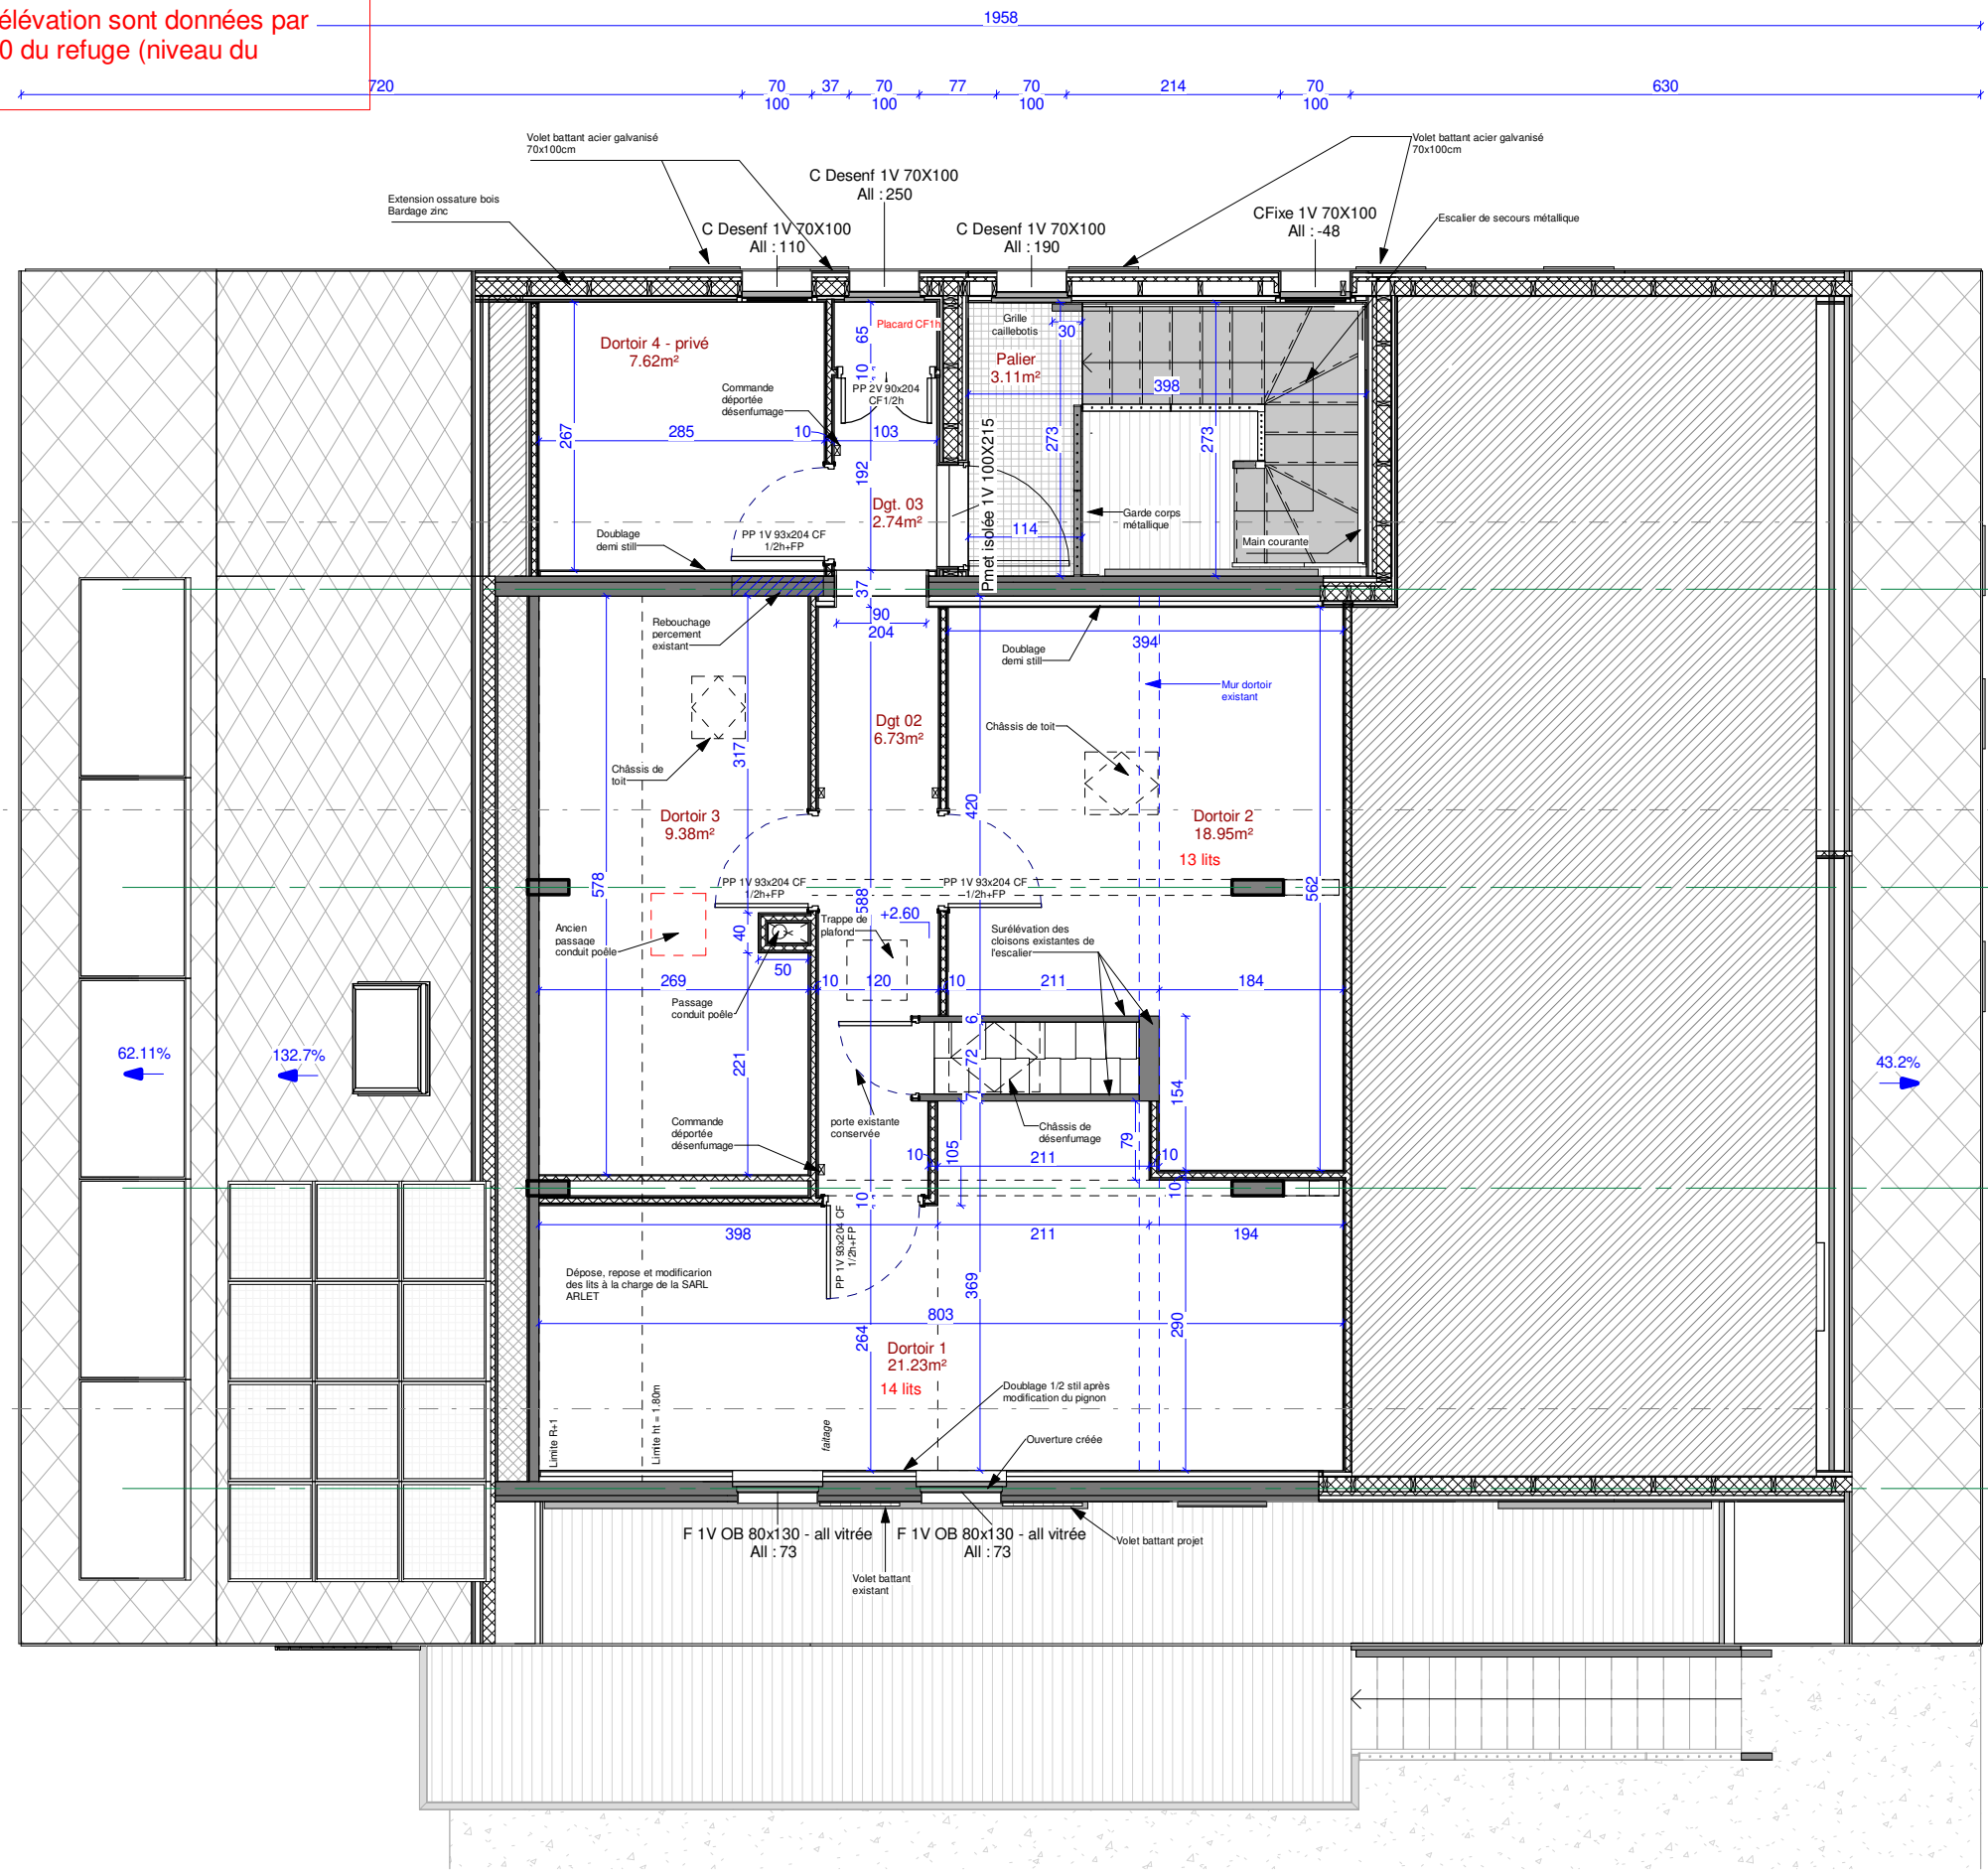 élévation sont données par
0 du refuge (niveau du
1958
720
70
100
37
70
100
77
70
100
214
70
100
630
Volet battant acier galvanisé
70x100cm
Volet battant acier galvanisé
70x100cm
C Desenf 1V 70X100
All : 250
Extension ossature bois
Bardage zinc
C Desenf 1V 70X100
All : 110
C Desenf 1V 70X100
All : 190
CFixe 1V 70X100
All : -48
Escalier de secours métallique
Dortoir 4 - privé
7.62m²
Placard CF1h
65
10
Grille
caillebotis
30
Palier
3.11m²
Commande
déportée
désenfumage
PP 2V 90x204
CF1/2h
398
267
285
10
103
192
273
273
Pmet isolée 1V 100X215
Dgt. 03
2.74m²
114
Garde corps
métallique
Main courante
Doublage
demi still
PP 1V 93x204 CF
1/2h+FP
37
90
204
Rebouchage
percement
existant
394
Doublage
demi still
Mur dortoir
existant
Dgt 02
6.73m²
Châssis de toit
Châssis de
toit
317
Dortoir 3
9.38m²
420
Dortoir 2
18.95m²
13 lits
578
PP 1V 93x204 CF
1/2h+FP
PP 1V 93x204 CF
1/2h+FP
562
588
Ancien
passage
conduit poêle
40
50
Trappe de
plafond
+2.60
Surélévation des
cloisons existantes de
l'escalier
269
10
120
10
211
184
Passage
conduit poêle
6
72
7
62.11%
132.7%
43.2%
221
154
Commande
déportée
désenfumage
porte existante
conservée
Châssis de
désenfumage
105
79
10
211
10
10
10
398
211
194
PP 1V 93x204 CF
1/2h+FP
Dépose, repose et modificarion
des lits à la charge de la SARL
ARLET
369
803
264
290
Dortoir 1
21.23m²
14 lits
Doublage 1/2 stil après
modification du pignon
Limite R+1
Limite ht = 1.80m
faitage
Ouverture créée
F 1V OB 80x130 - all vitrée
All : 73
F 1V OB 80x130 - all vitrée
All : 73
Volet battant projet
Volet battant
existant